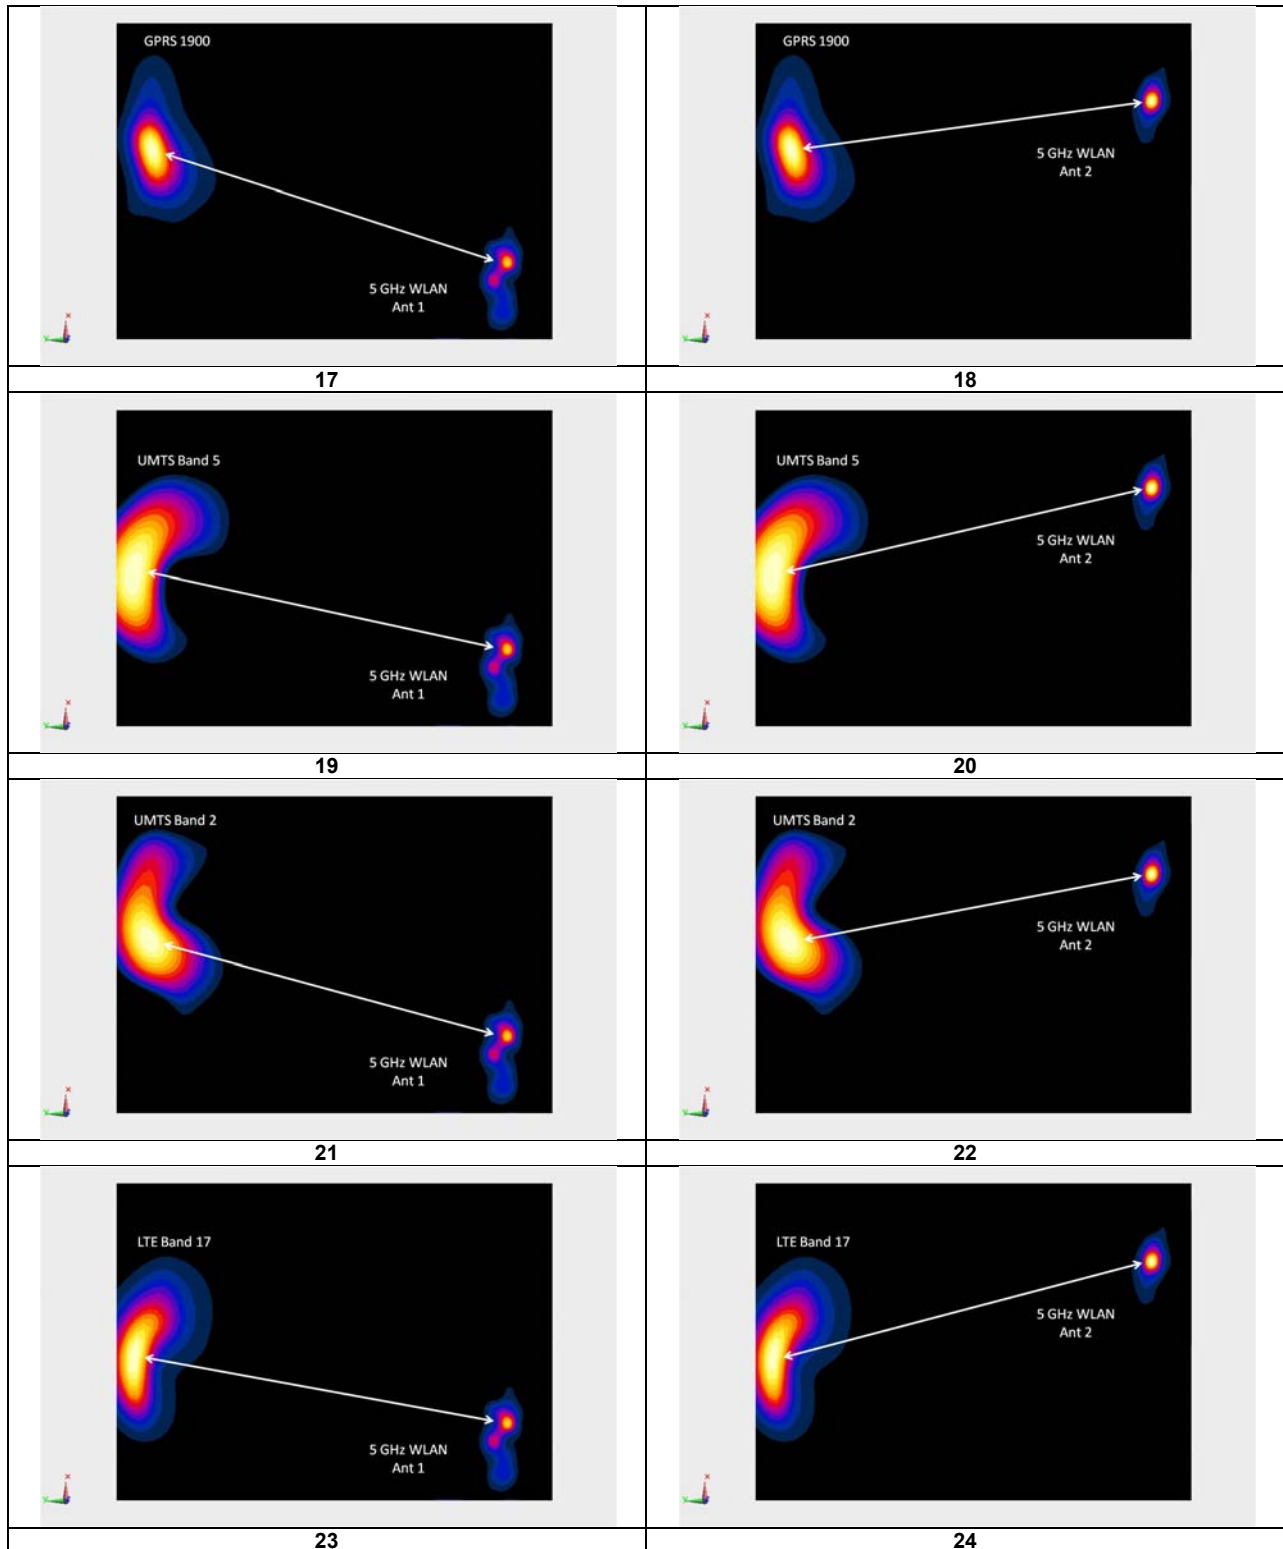 GPRS 1900
5 GHz WLAN
Ant 1
17
GPRS 1900
5 GHz WLAN
Ant 2
18
UMTS Band 5
5 GHz WLAN
Ant 1
19
UMTS Band 5
5 GHz WLAN
Ant 2
20
UMTS Band 2
5 GHz WLAN
Ant 1
21
UMTS Band 2
5 GHz WLAN
Ant 2
22
LTE Band 17
5 GHz WLAN
Ant 1
23
LTE Band 17
5 GHz WLAN
Ant 2
24